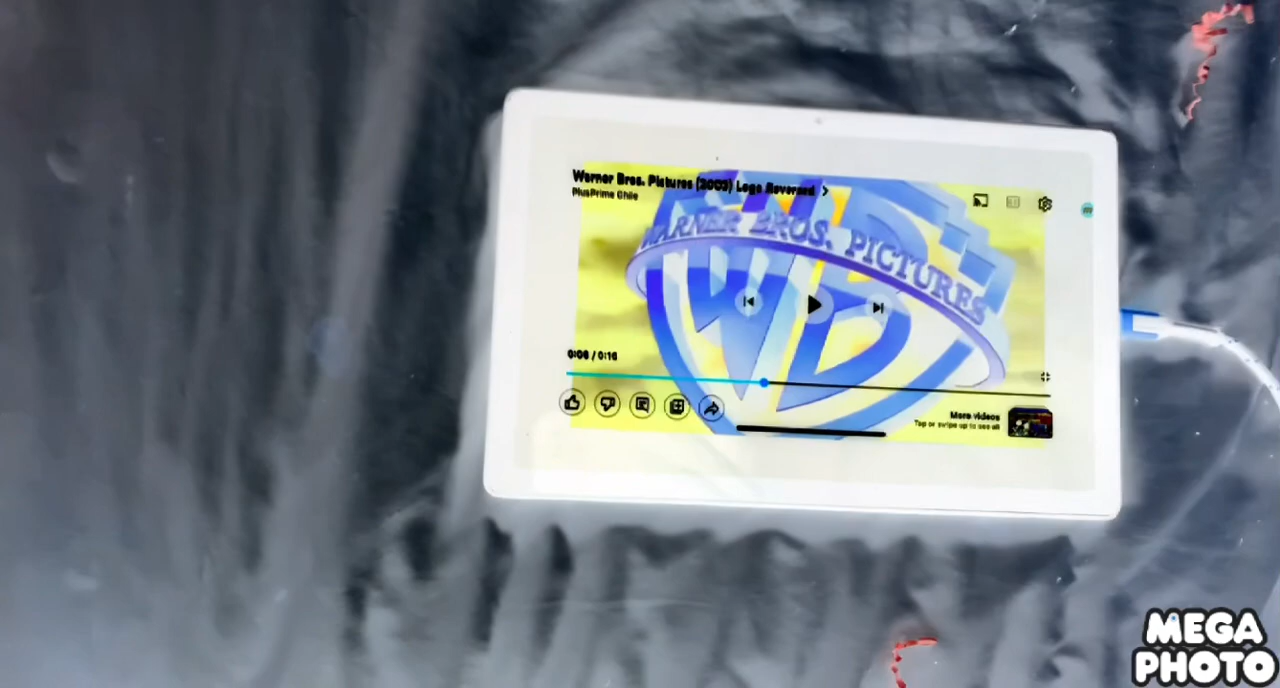 Warner Bros. Pictures (2003) Logo Reversed
PlusPrime Chile
WARNER BROS. PICTURES
WB
0:06 / 0:16
More videos
Tap or swipe up to see all
MEGA
PHOTO